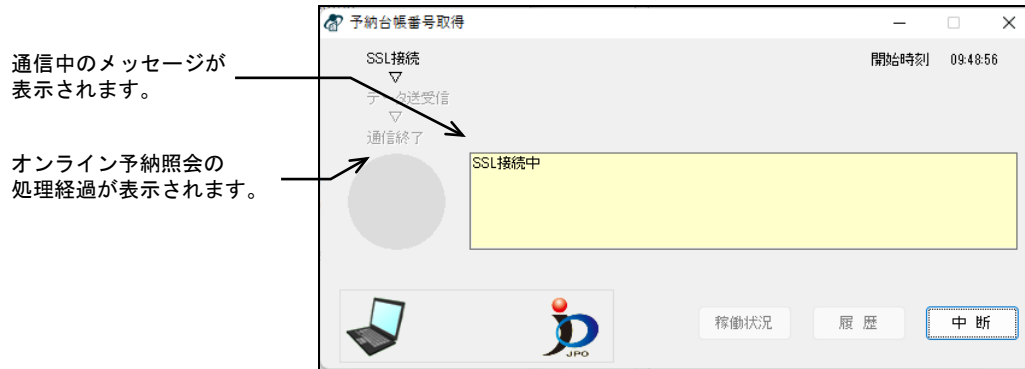 予納台帳番号取得
通信中のメッセージが
表示されます。
SSL接続
▽
データ送受信
▽
通信終了
開始時刻 09:48:56
オンライン予納照会の
処理経過が表示されます。
SSL接続中
JPO
稼働状況
履 歴
中 断